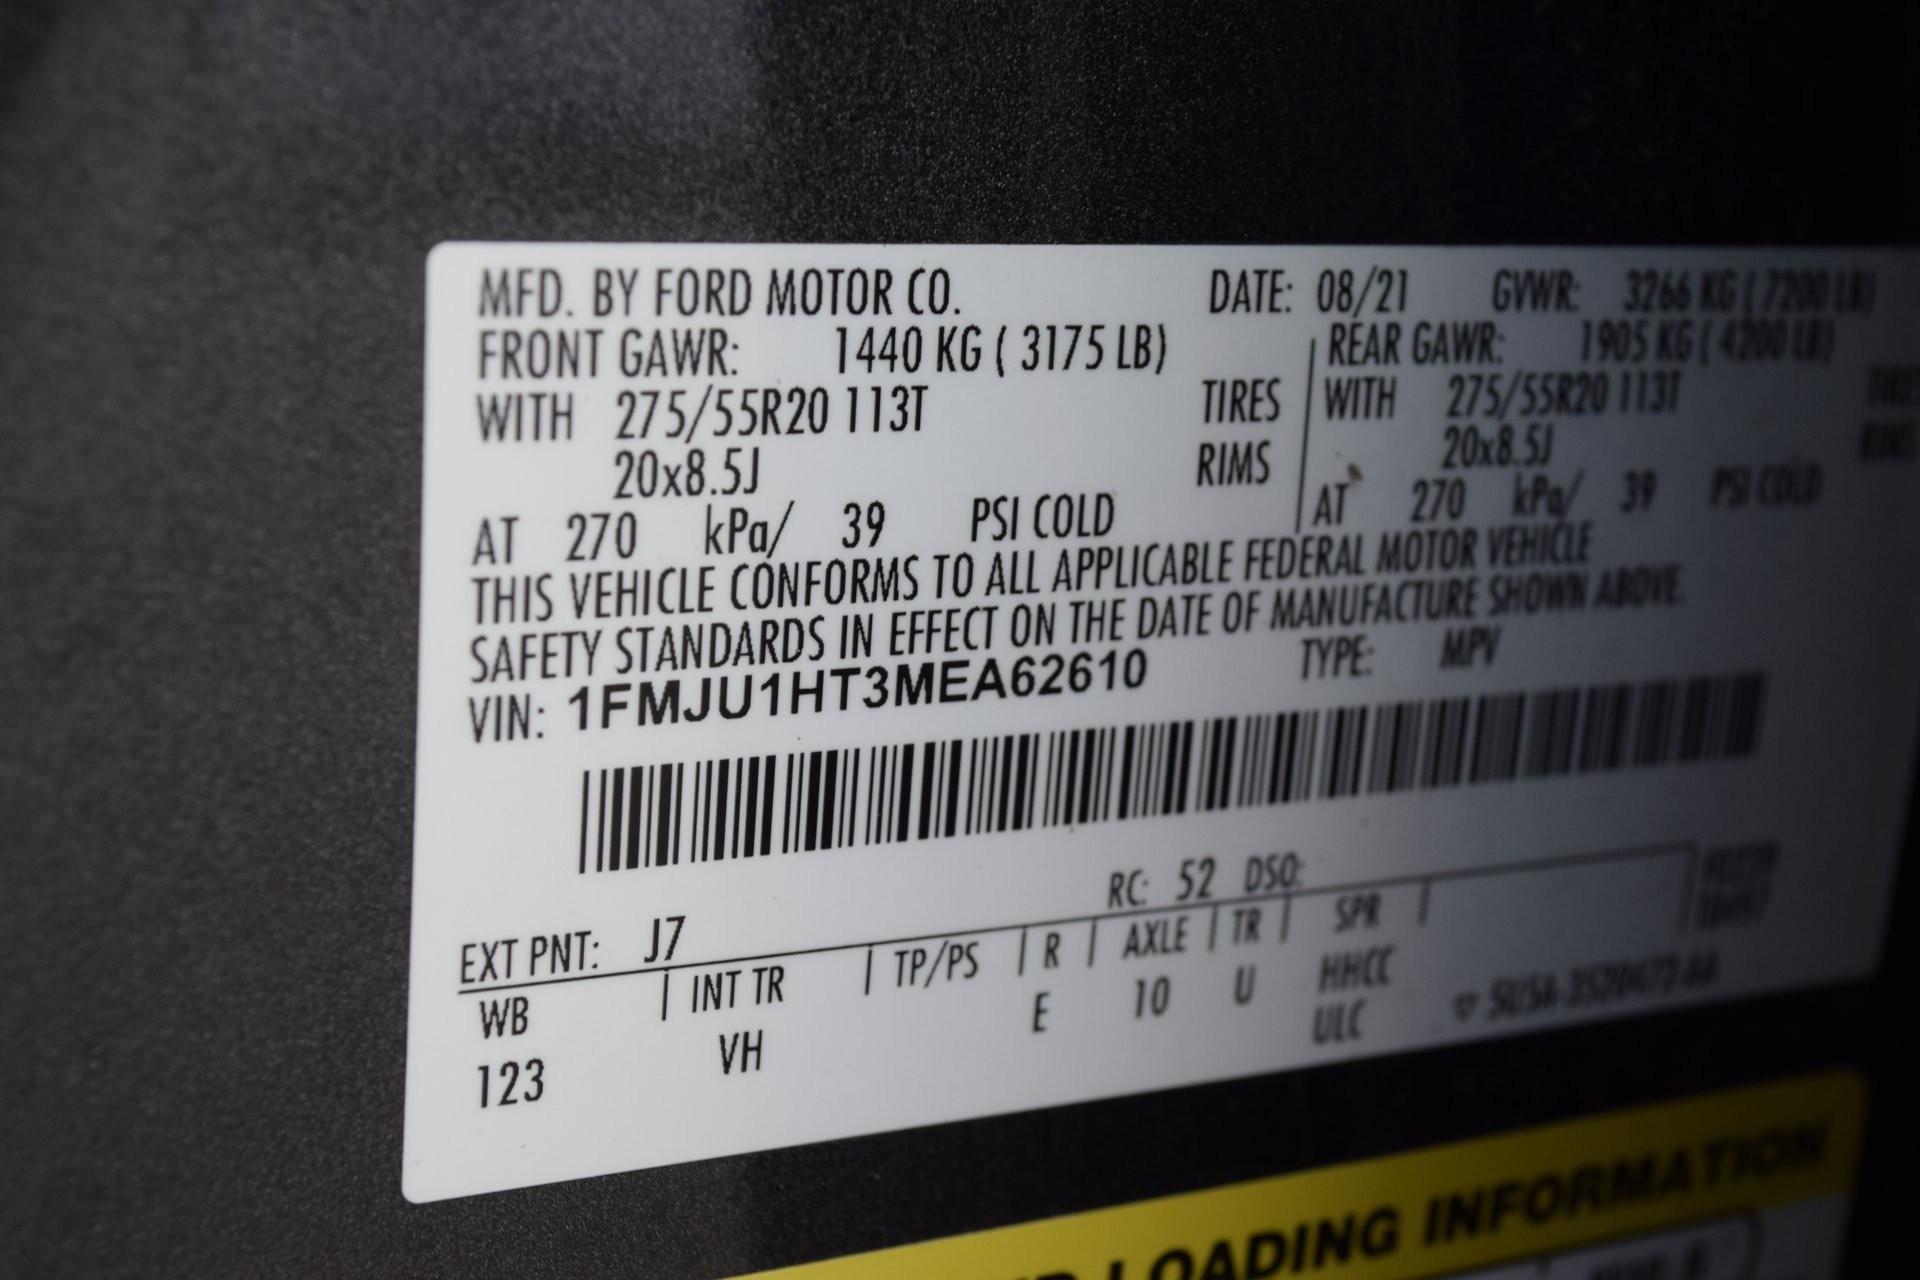 MFD. BY FORD MOTOR CO. DATE: 08/21 GVWR: 3266 KG ( 7200 LB)
FRONT GAWR: 1440 KG ( 3175 LB) REAR GAWR: 1905 KG ( 4200 LB)
WITH 275/55R20 113T TIRES WITH 275/55R20 113T TIRES
20x8.5J RIMS 20x8.5J RIMS
AT 270 kPa/ 39 PSI COLD AT 270 kPa/ 39 PSI COLD
THIS VEHICLE CONFORMS TO ALL APPLICABLE FEDERAL MOTOR VEHICLE
SAFETY STANDARDS IN EFFECT ON THE DATE OF MANUFACTURE SHOWN ABOVE.
VIN: 1FMJU1HT3MEA62610 TYPE: MPV
RC: 52 DSO:
EXT PNT: J7
WB INT TR TP/PS R AXLE TR SPR
123 VH E 10 U HHCC
ULC
LOADING INFORMATION